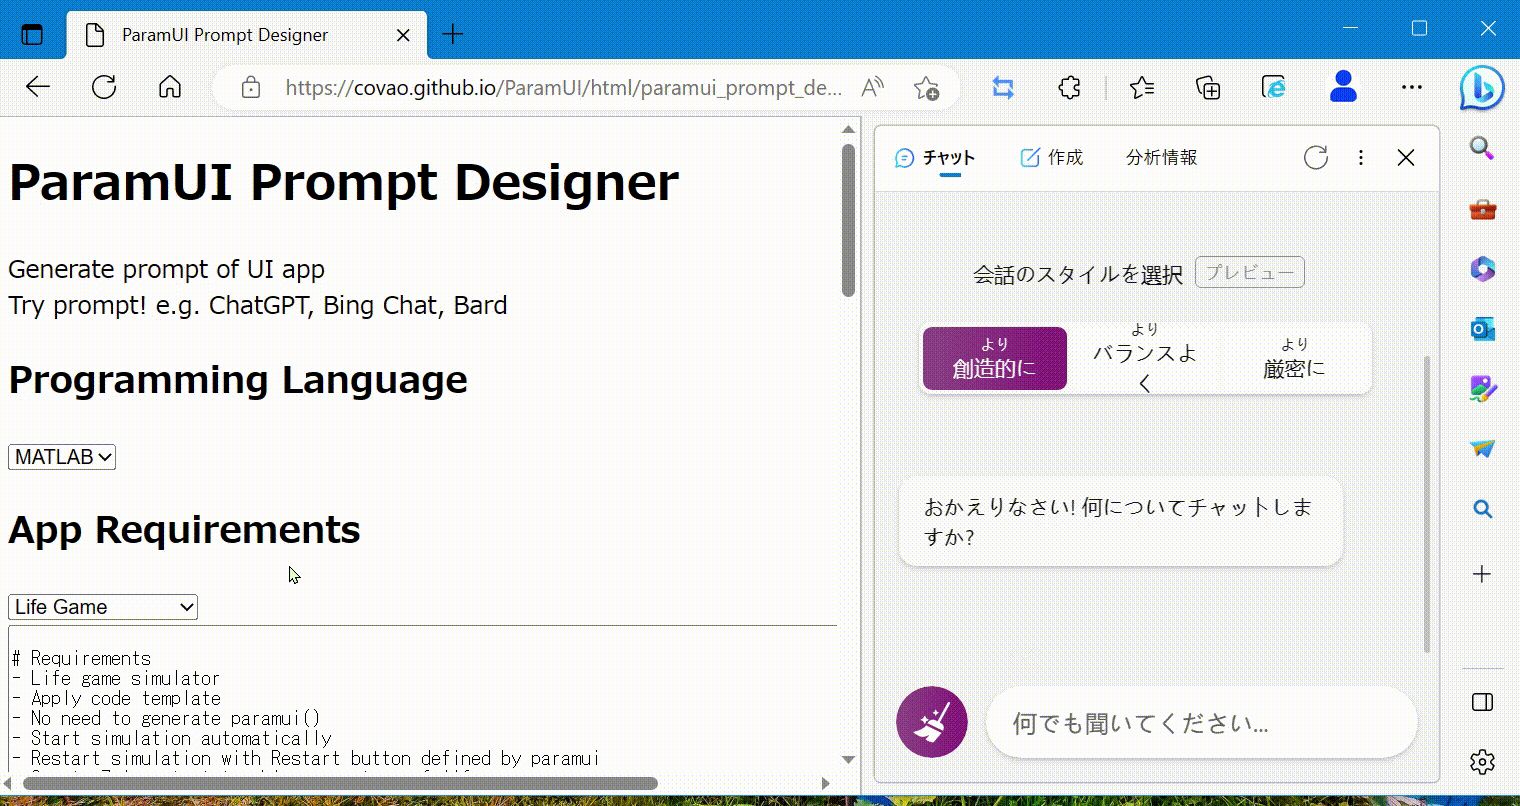 ParamUI Prompt Designer
https://covao.github.io/ParamUI/html/paramui_prompt_de...
ParamUI Prompt Designer
Generate prompt of UI app
Try prompt! e.g. ChatGPT, Bing Chat, Bard
Programming Language
MATLAB
App Requirements
Life Game
# Requirements
- Life game simulator
- Apply code template
- No need to generate paramui()
- Start simulation automatically
- Restart simulation with Restart button defined by paramui
チャット
作成
分析情報
会話のスタイルを選択
プレビュー
より
創造的に
より
バランスよ
く
より
厳密に
おかえりなさい! 何についてチャットしま
すか?
何でも聞いてください...